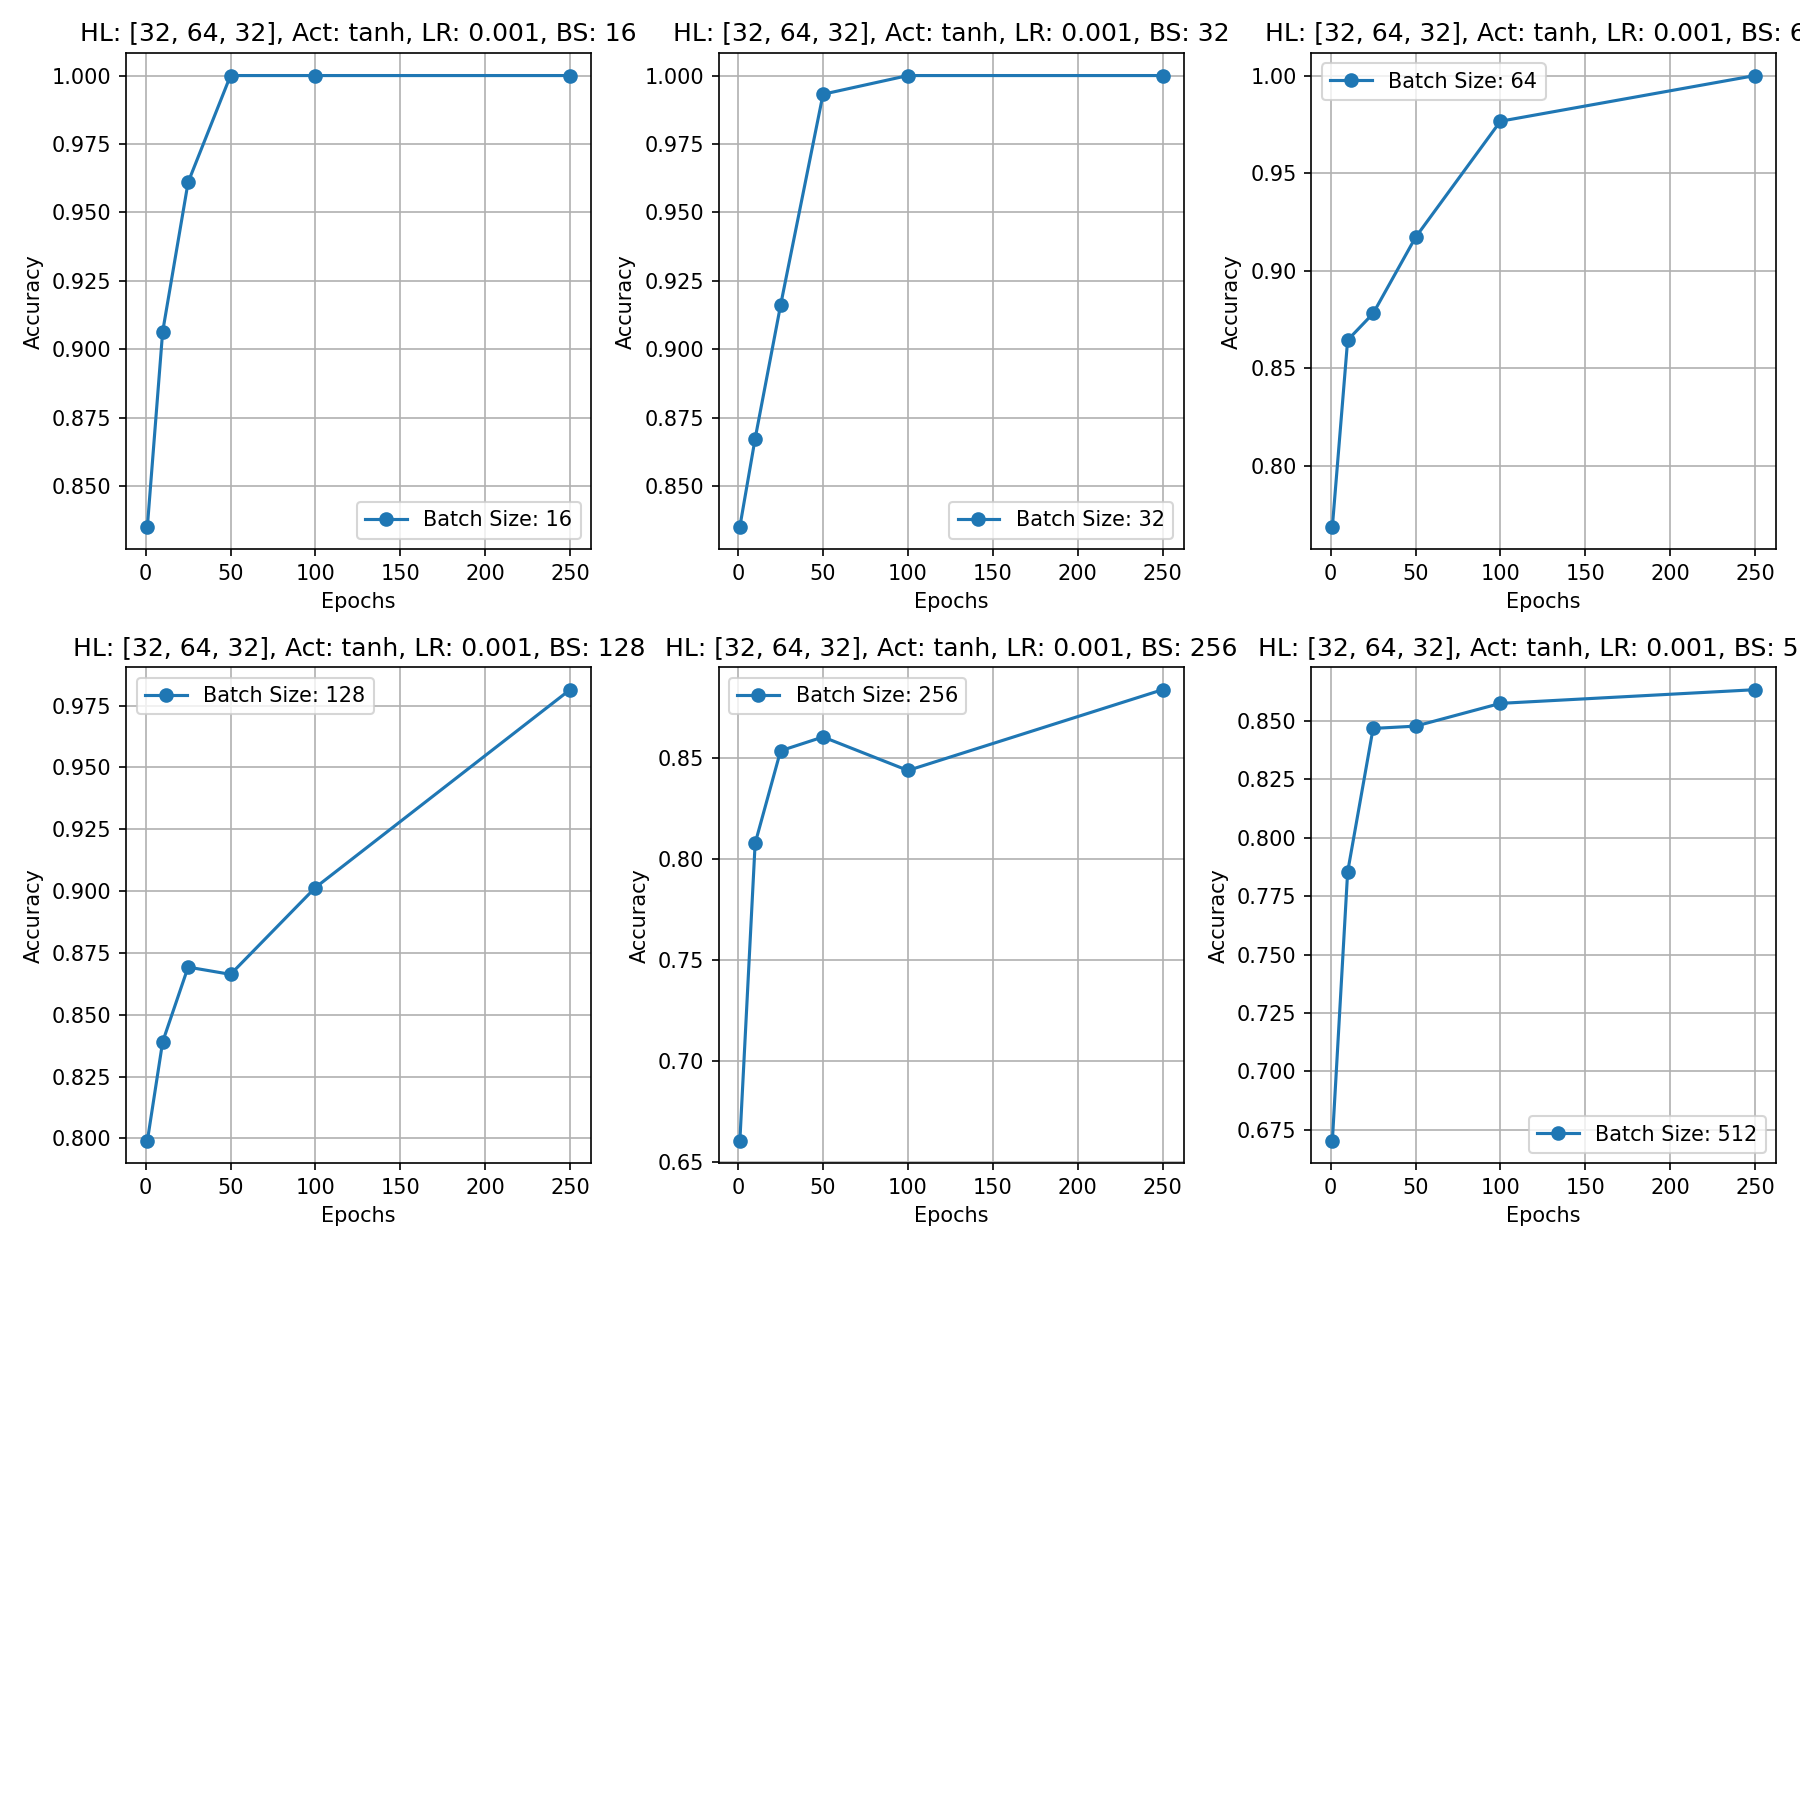 HL: [32, 64, 32], Act: tanh, LR: 0.001, BS: 16
1.000
0.975
0.950
0.925
0.900
0.875
0.850
Accuracy
Batch Size: 16
0 50 100 150 200 250
Epochs
HL: [32, 64, 32], Act: tanh, LR: 0.001, BS: 32
1.000
0.975
0.950
0.925
0.900
0.875
0.850
Accuracy
Batch Size: 32
0 50 100 150 200 250
Epochs
HL: [32, 64, 32], Act: tanh, LR: 0.001, BS: 6
Batch Size: 64
1.00
0.95
0.90
0.85
0.80
Accuracy
0 50 100 150 200 250
Epochs
HL: [32, 64, 32], Act: tanh, LR: 0.001, BS: 128
Batch Size: 128
0.975
0.950
0.925
0.900
0.875
0.850
0.825
0.800
Accuracy
0 50 100 150 200 250
Epochs
HL: [32, 64, 32], Act: tanh, LR: 0.001, BS: 256
Batch Size: 256
0.85
0.80
0.75
0.70
0.65
Accuracy
0 50 100 150 200 250
Epochs
HL: [32, 64, 32], Act: tanh, LR: 0.001, BS: 5
0.850
0.825
0.800
0.775
0.750
0.725
0.700
0.675
Accuracy
Batch Size: 512
0 50 100 150 200 250
Epochs